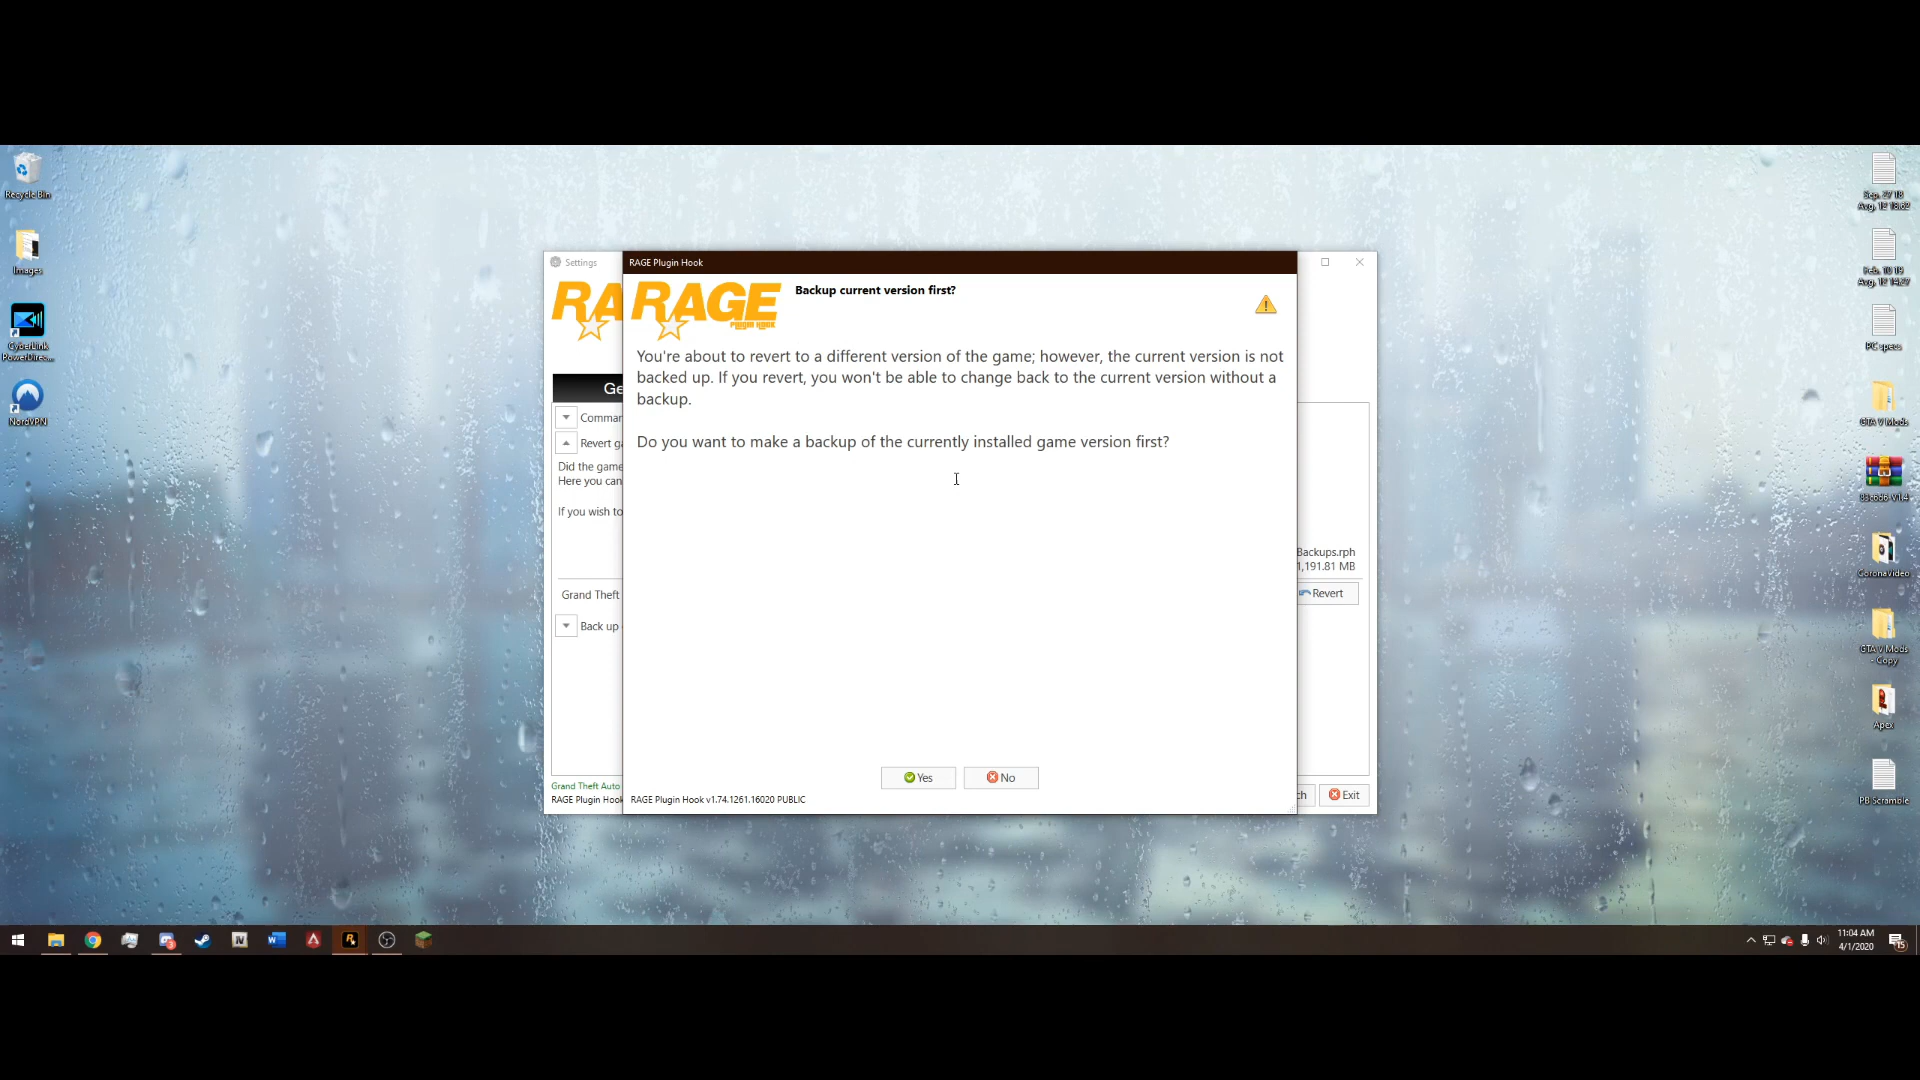 Recycle Bin
Images
CyberLink
PowerDirec...
NordVPN
Settings
RA
Ge
Comman
Revert ga
Did the game
Here you can
If you wish to
Grand Theft
Back up
Grand Theft Auto
RAGE Plugin Hook
RAGE Plugin Hook
RAGE
PLUGIN HOOK
Backup current version first?
You're about to revert to a different version of the game; however, the current version is not
backed up. If you revert, you won't be able to change back to the current version without a
backup.
Do you want to make a backup of the currently installed game version first?
Yes
No
RAGE Plugin Hook v1.74.1261.16020 PUBLIC
Backups.rph
1,191.81 MB
Revert
ch
Exit
PC specs
GTA V Mods
CoronaVideo
GTA V Mods
- Copy
Apex
PB Scramble
11:04 AM
4/1/2020
15